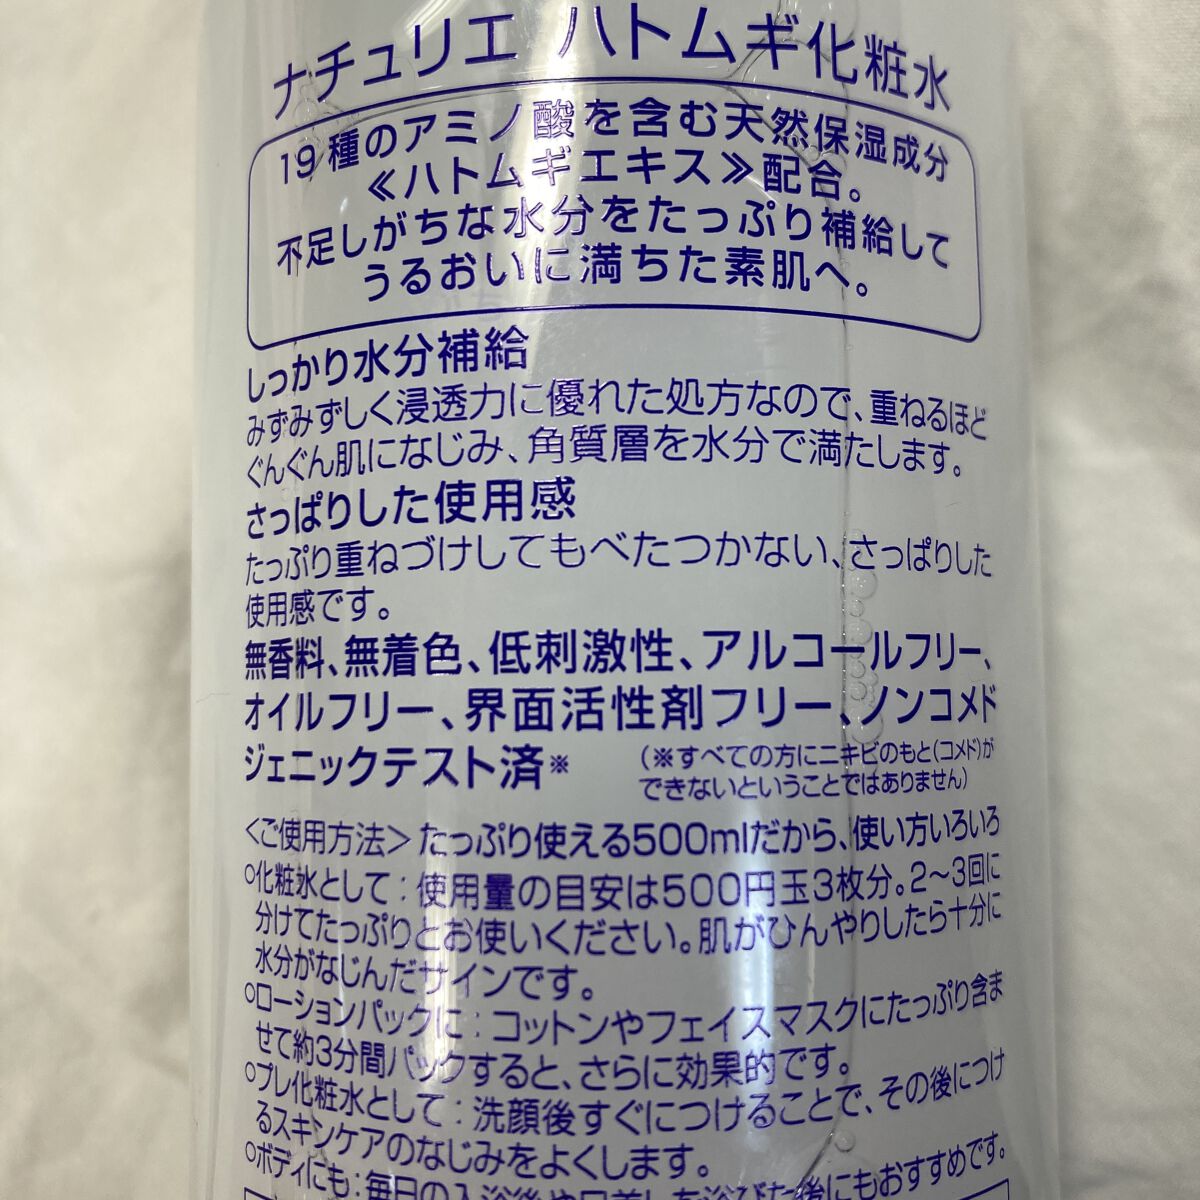 ナチュリエ ハトムギ化粧水
19種のアミノ酸を含む天然保湿成分
≪ハトムギエキス≫配合。
不足しがちな水分をたっぷり補給して
うるおいに満ちた素肌へ。
しっかり水分補給
みずみずしく浸透力に優れた処方なので、重ねるほど
ぐんぐん肌になじみ、角質層を水分で満たします。
さっぱりした使用感
たっぷり重ねづけしてもべたつかない、さっぱりした
使用感です。
無香料、無着色、低刺激性、アルコールフリー、
オイルフリー、界面活性剤フリー、ノンコメド
ジェニックテスト済※
(※すべての方にニキビのもと(コメド)が
できないということではありません)
<ご使用方法>たっぷり使える500mlだから、使い方いろいろ
○化粧水として：使用量の目安は500円玉3枚分。2～3回に
分けてたっぷりとお使いください。肌がひんやりしたら十分に
水分がなじんだサインです。
○ローションパックに：コットンやフェイスマスクにたっぷり含ま
せて約3分間パックすると、さらに効果的です。
○プレ化粧水として：洗顔後すぐにつけることで、その後につけ
るスキンケアのなじみをよくします。
○ボディにも：毎日の入浴後や日差しを浴びた後にもおすすめです。